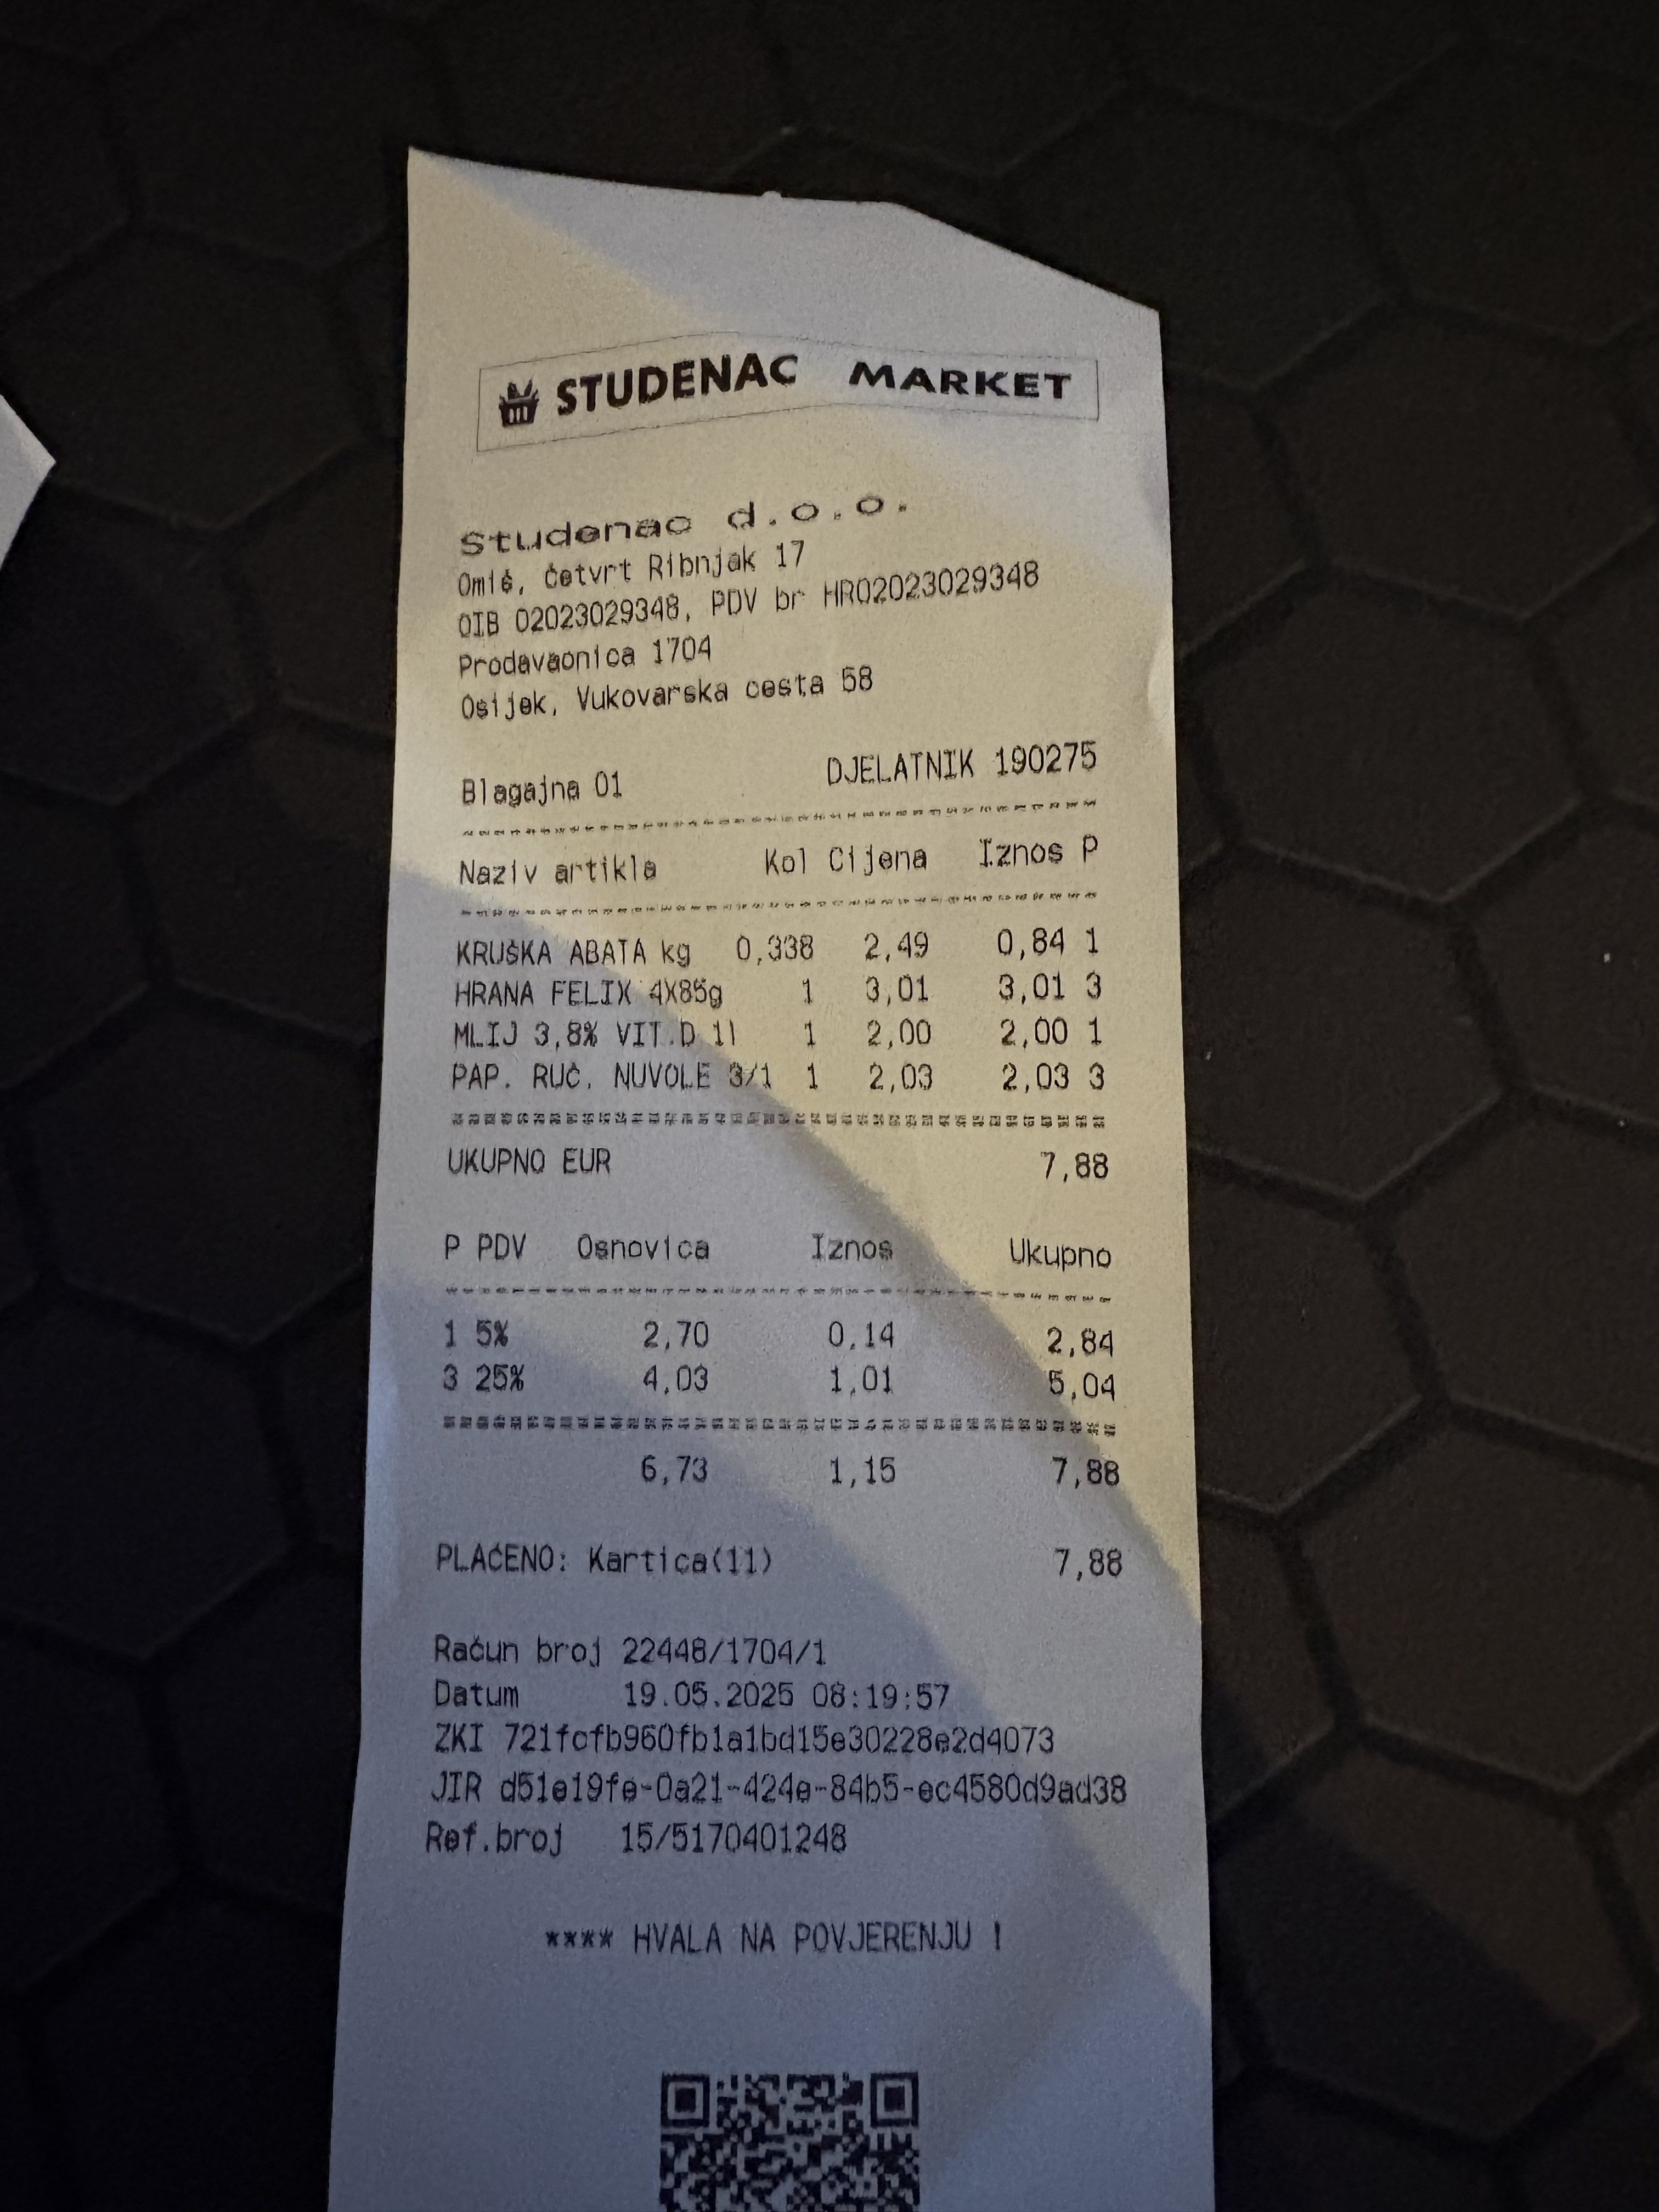 STUDENAC MARKET
Studenac d.o.o.
Omiš, Četvrt Ribnjak 17
OIB 02023029348, PDV br HR02023029348
Prodavaonica 1704
Osijek, Vukovarska cesta 58
Blagajna 01 DJELATNIK 190275
Naziv artikla Kol Cijena Iznos P
KRUŠKA ABATA kg 0,338 2,49 0,84 1
HRANA FELIX 4X85g 1 3,01 3,01 3
MLIJ 3,8% VIT.D 1l 1 2,00 2,00 1
PAP. RUČ. NUVOLE 3/1 1 2,03 2,03 3
UKUPNO EUR 7,88
P PDV Osnovica Iznos Ukupno
1 5% 2,70 0,14 2,84
3 25% 4,03 1,01 5,04
6,73 1,15 7,88
PLAĆENO: Kartica(11) 7,88
Račun broj 22448/1704/1
Datum 19.05.2025 08:19:57
ZKI 721fcfb960fb1a1bd15e30228e2d4073
JIR d51e19fe-0a21-424e-84b5-ec4580d9ad38
Ref.broj 15/5170401248
**** HVALA NA POVJERENJU !